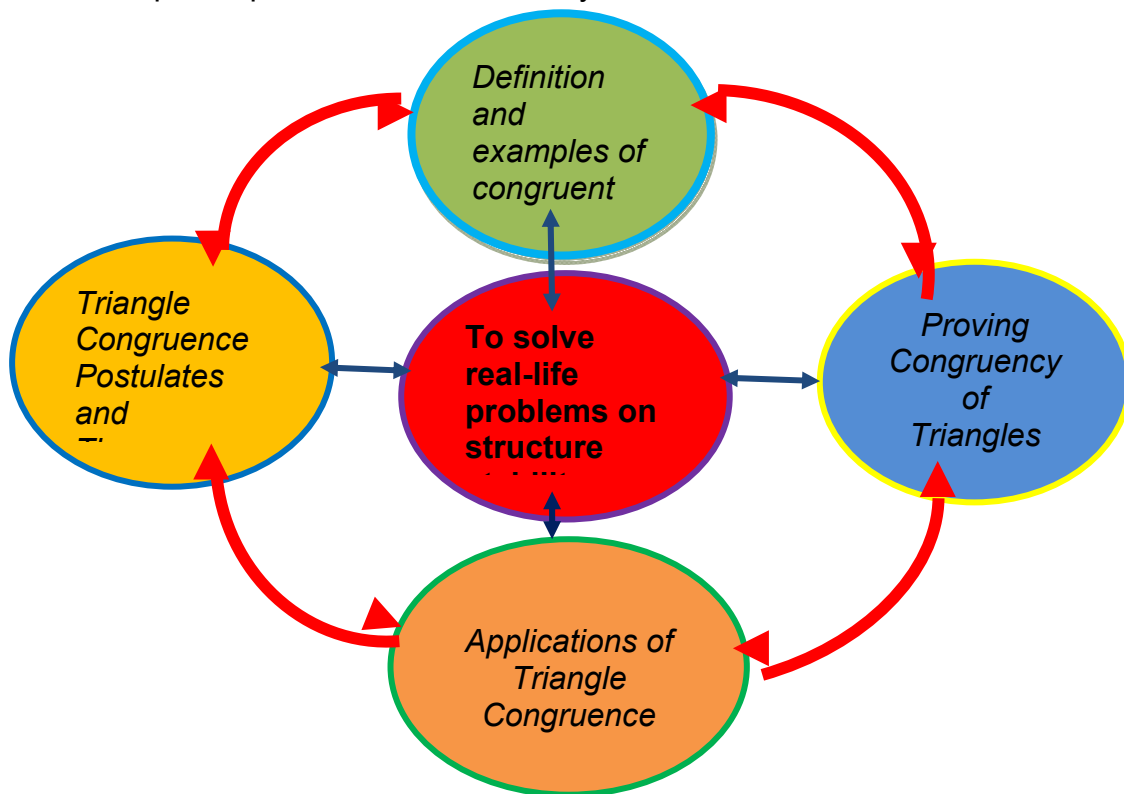 Definition
and
examples of
congruent
Triangle
Congruence
Postulates
and
To solve
real-life
problems on
structure
Proving
Congruency
of
Triangles
Applications of
Triangle
Congruence